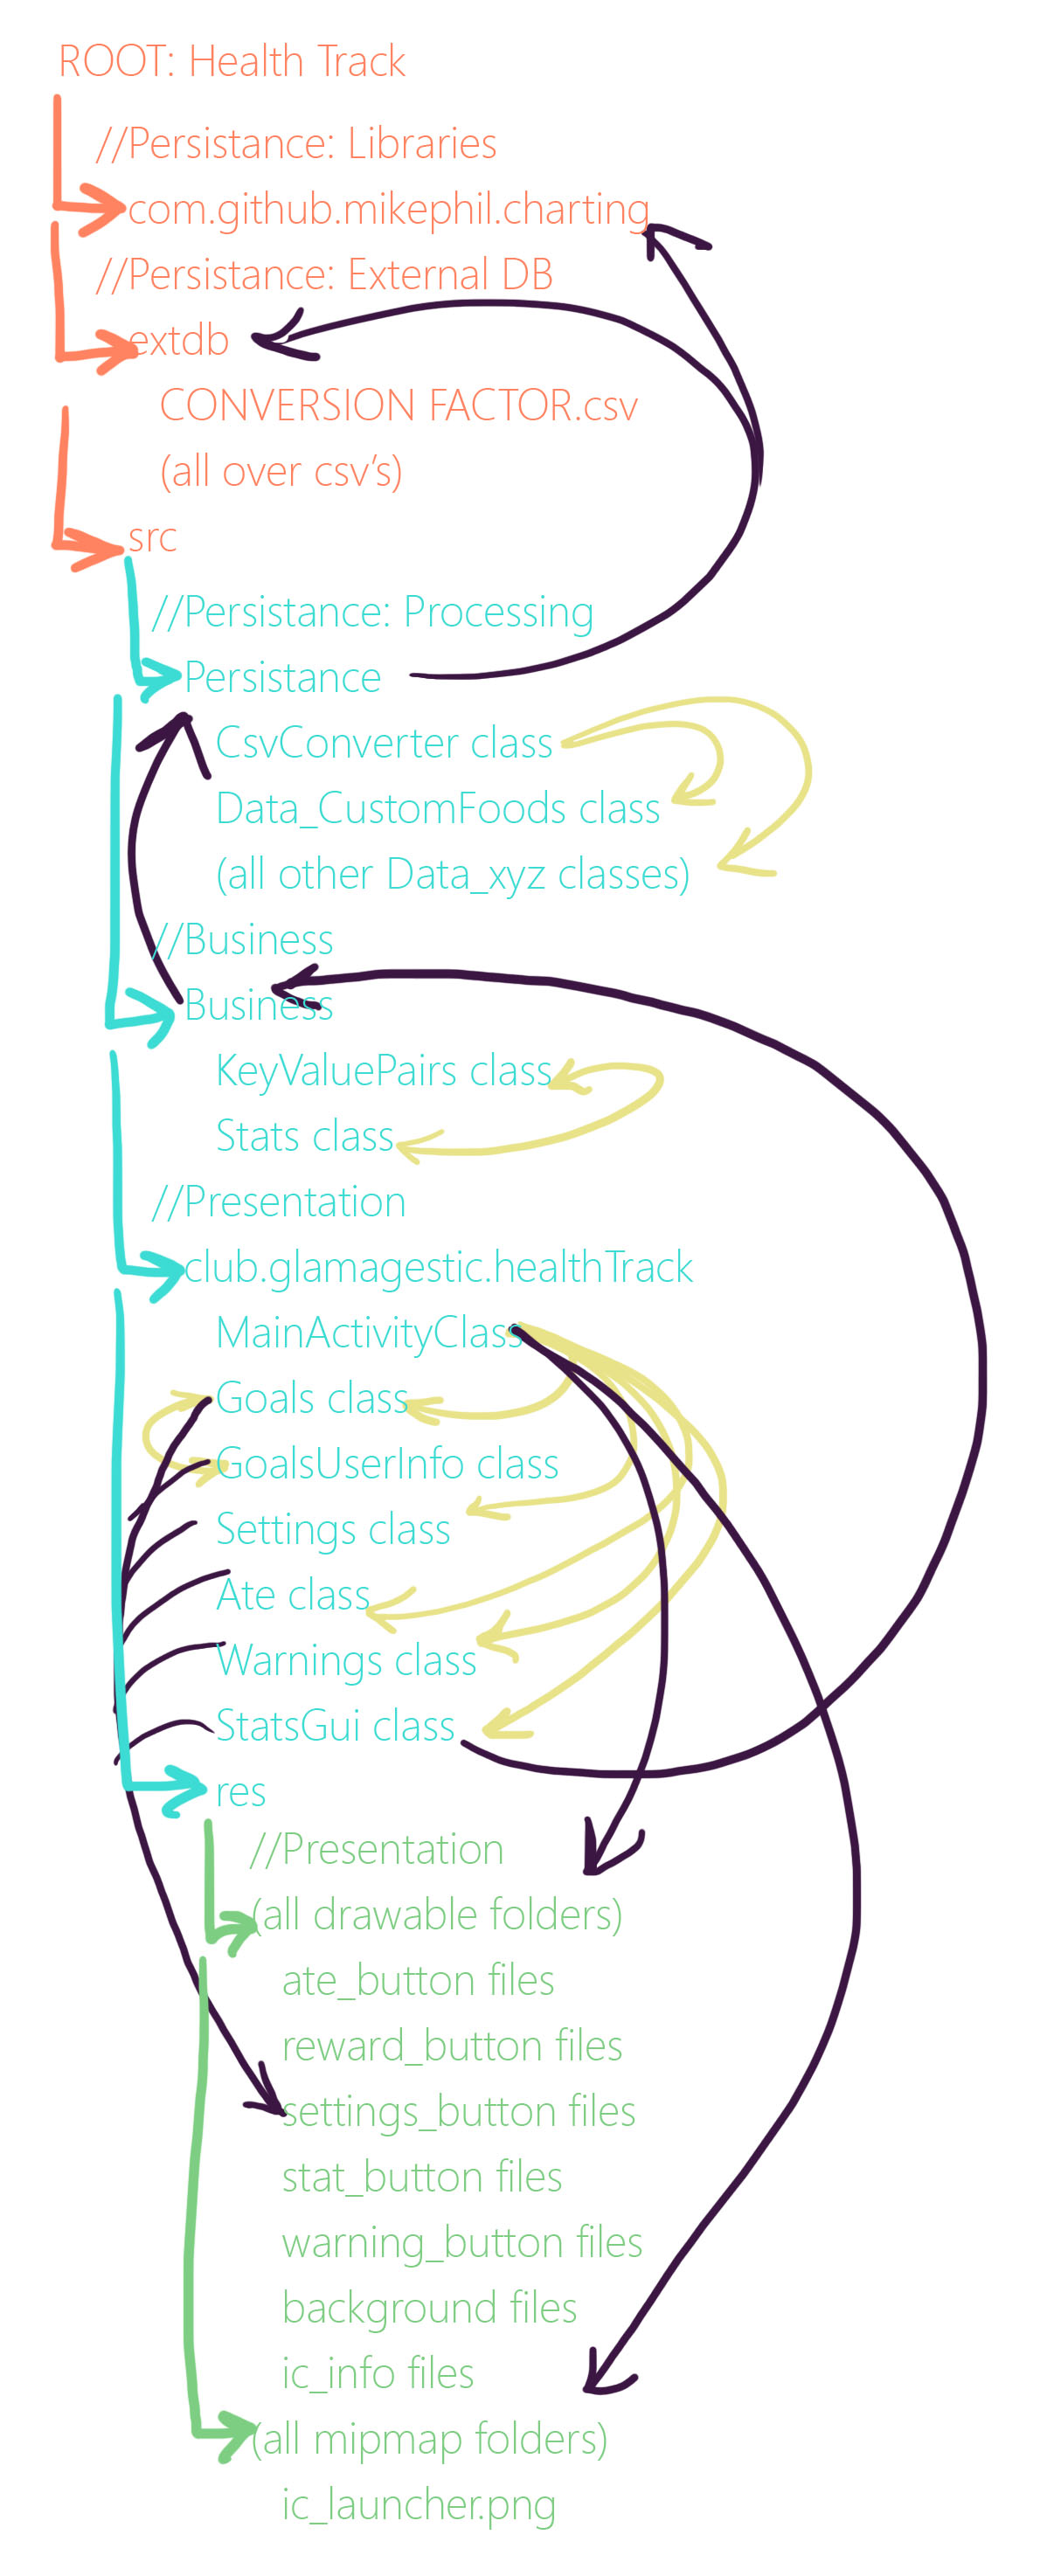 ROOT: Health Track
//Persistance: Libraries
com.github.mikephil.charting
//Persistance: External DB
extdb
CONVERSION FACTOR.csv
(all over csv's)
src
//Persistance: Processing
Persistance
CsvConverter class
Data_CustomFoods class
(all other Data_xyz classes)
//Business
Business
KeyValuePairs class
Stats class
//Presentation
club.glamagestic.healthTrack
MainActivityClass
Goals class
GoalsUserInfo class
Settings class
Ate class
Warnings class
StatsGui class
res
//Presentation
(all drawable folders)
ate_button files
reward_button files
settings_button files
stat_button files
warning_button files
background files
ic_info files
(all mipmap folders)
ic_launcher.png